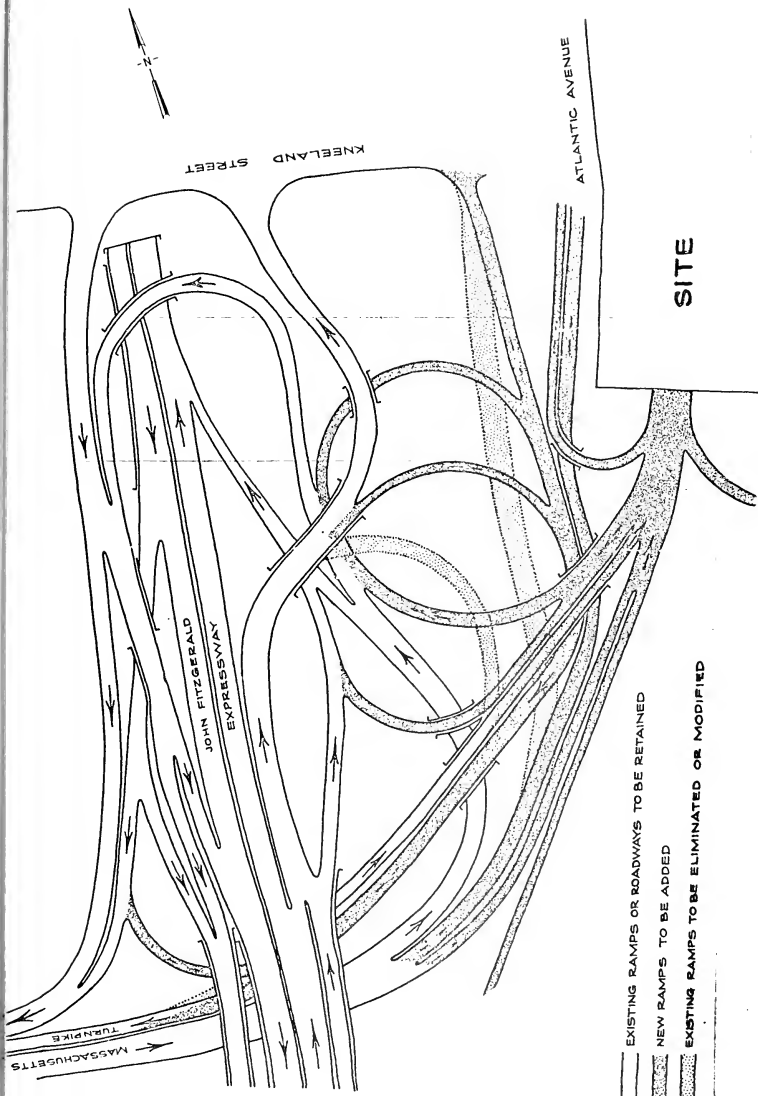 -N-
KNEELAND STREET
ATLANTIC AVENUE
SITE
JOHN FITZGERALD
EXPRESSWAY
MASSACHUSETTS
TURNPIKE
EXISTING RAMPS OR ROADWAYS TO BE RETAINED
NEW RAMPS TO BE ADDED
EXISTING RAMPS TO BE ELIMINATED OR MODIFIED